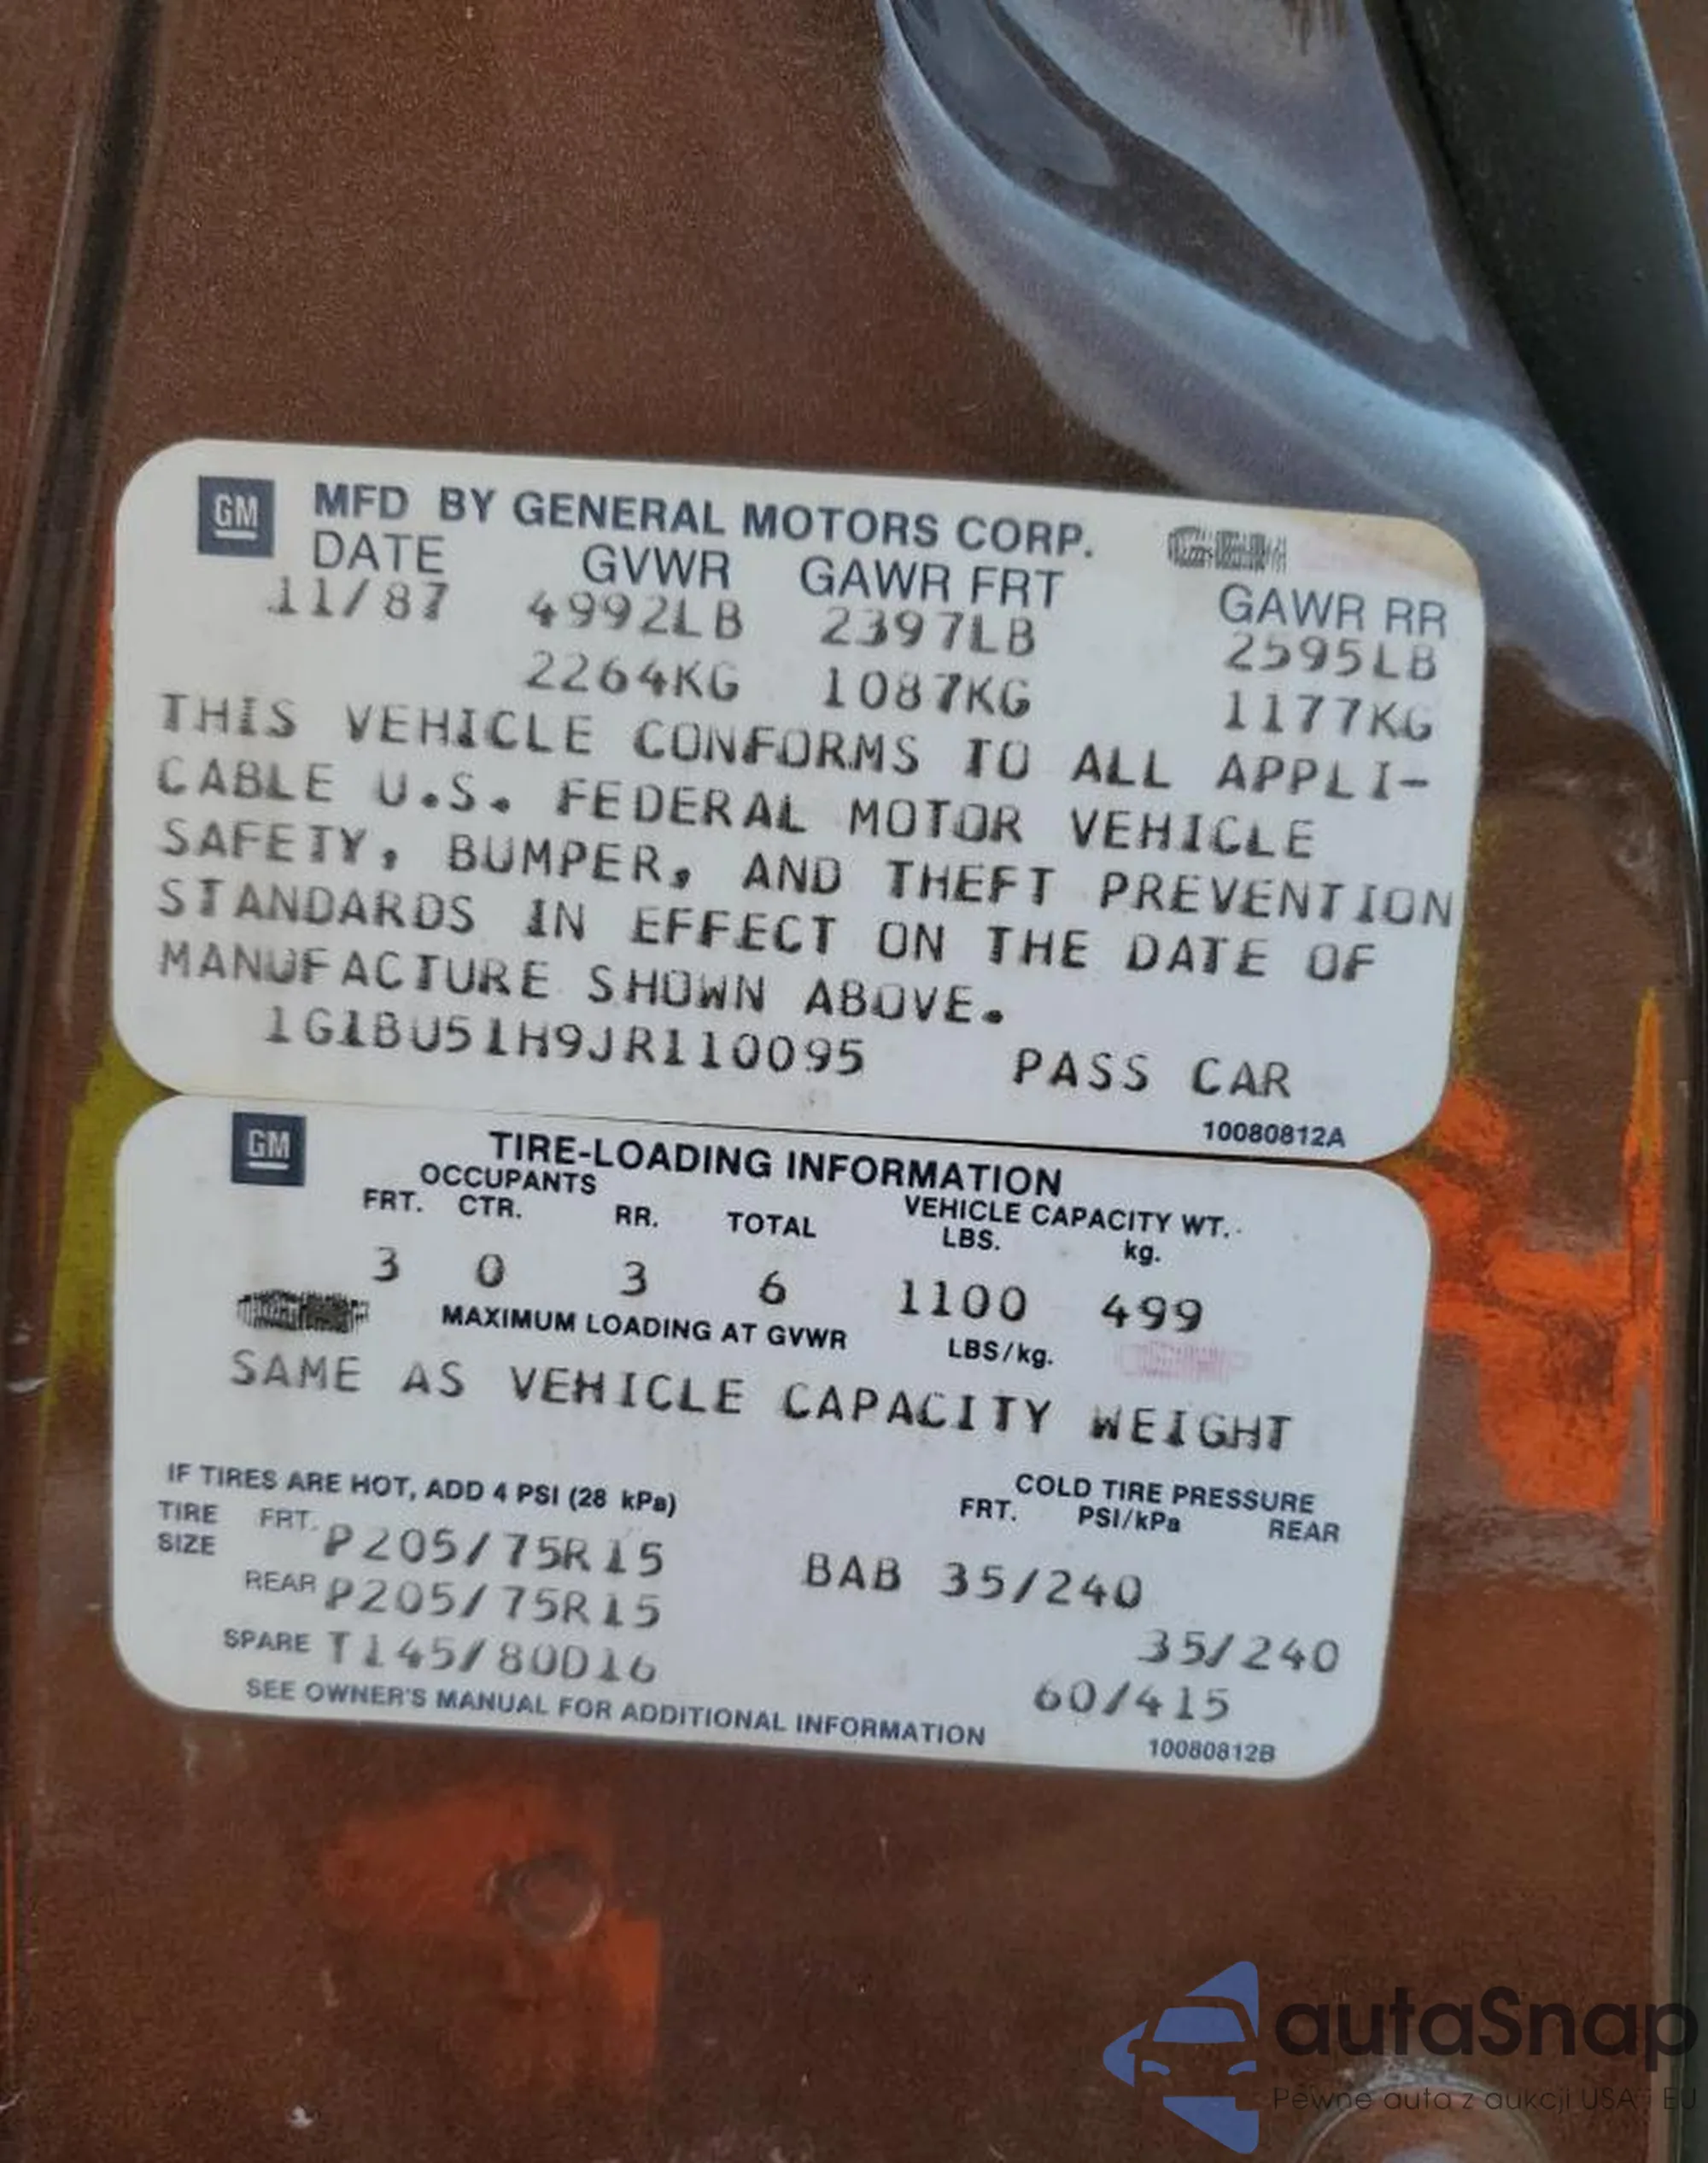 GM MFD BY GENERAL MOTORS CORP.
DATE GVWR GAWR FRT GAWR RR
11/87 4992LB 2397LB 2595LB
2264KG 1087KG 1177KG
THIS VEHICLE CONFORMS TO ALL APPLI-
CABLE U.S. FEDERAL MOTOR VEHICLE
SAFETY, BUMPER, AND THEFT PREVENTION
STANDARDS IN EFFECT ON THE DATE OF
MANUFACTURE SHOWN ABOVE.
1G1BU51H9JR110095 PASS CAR
10080812A
GM TIRE-LOADING INFORMATION
OCCUPANTS VEHICLE CAPACITY WT.
FRT. CTR. RR. TOTAL LBS. kg.
3 0 3 6 1100 499
MAXIMUM LOADING AT GVWR LBS/kg.
SAME AS VEHICLE CAPACITY WEIGHT
IF TIRES ARE HOT, ADD 4 PSI (28 kPa) COLD TIRE PRESSURE
TIRE SIZE FRT. PSI/kPa REAR
FRT. P205/75R15 BAB 35/240
REAR P205/75R15 35/240
SPARE T145/80D16 60/415
SEE OWNER'S MANUAL FOR ADDITIONAL INFORMATION
10080812B
autaSnap
Pewne auta z aukcji USA i EU